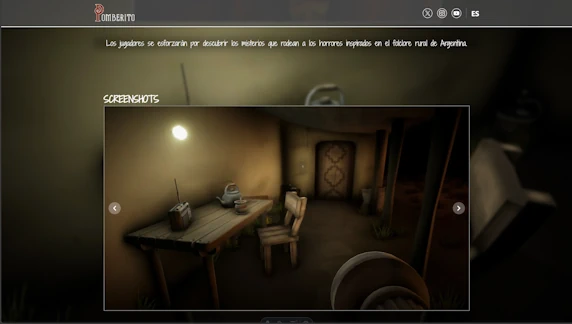 POMBERITO
ES
Los jugadores se esforzarán por descubrir los misterios que rodean a los horrores inspirados en el folclore rural de Argentina.
SCREENSHOTS